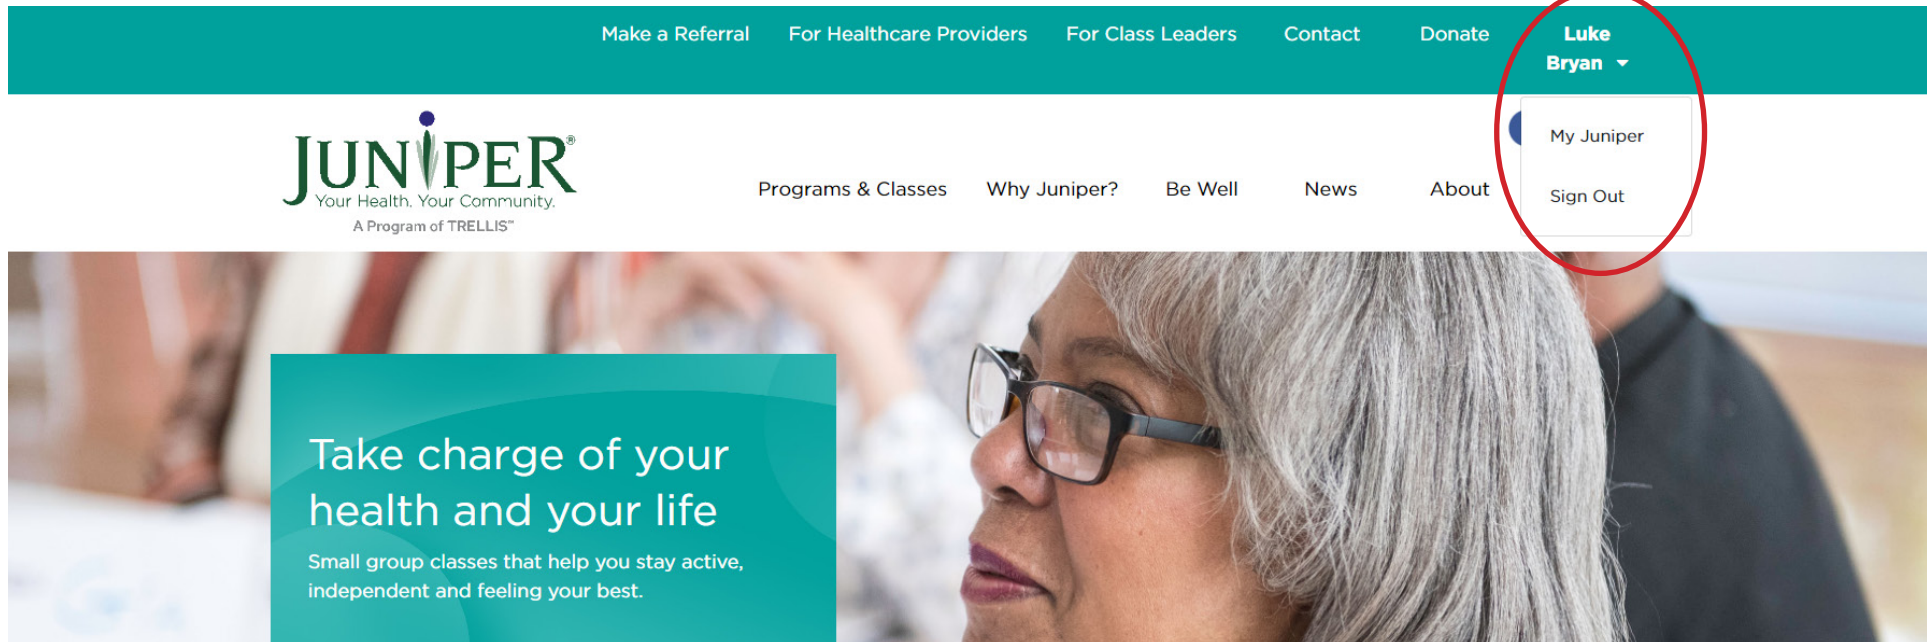 Make a Referral For Healthcare Providers For Class Leaders Contact Donate Luke
Bryan
JUNIPER®
Your Health. Your Community.
A Program of TRELLIS℠
Programs & Classes Why Juniper? Be Well News About
My Juniper
Sign Out
Take charge of your
health and your life
Small group classes that help you stay active,
independent and feeling your best.